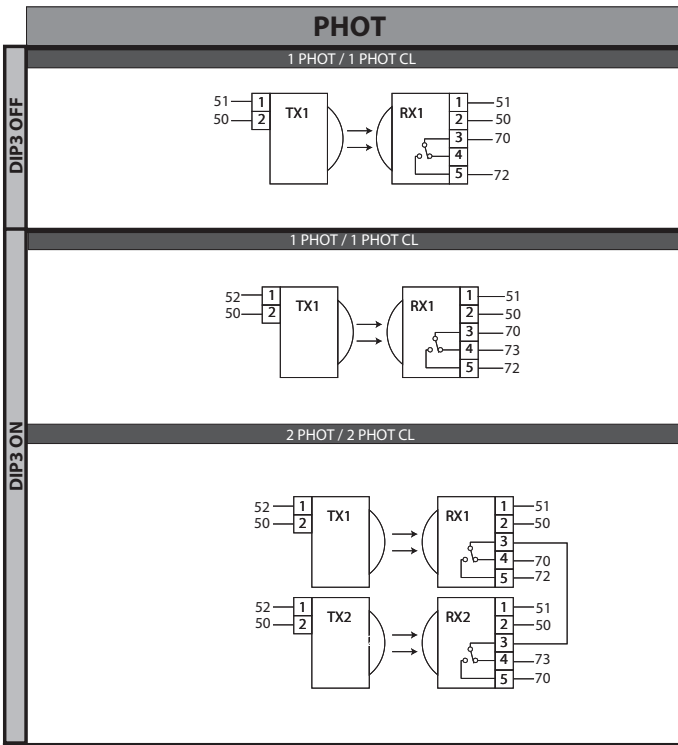 PHOT
DIP3 OFF
1 PHOT / 1 PHOT CL
51 1 TX1 RX1 1 51
50 2 2 50
3 70
4
5 72
DIP3 ON
1 PHOT / 1 PHOT CL
52 1 TX1 RX1 1 51
50 2 2 50
3 70
4 73
5 72
2 PHOT / 2 PHOT CL
52 1 TX1 RX1 1 51
50 2 2 50
3
4 70
5 72
52 1 TX2 RX2 1 51
50 2 2 50
3
4 73
5 70